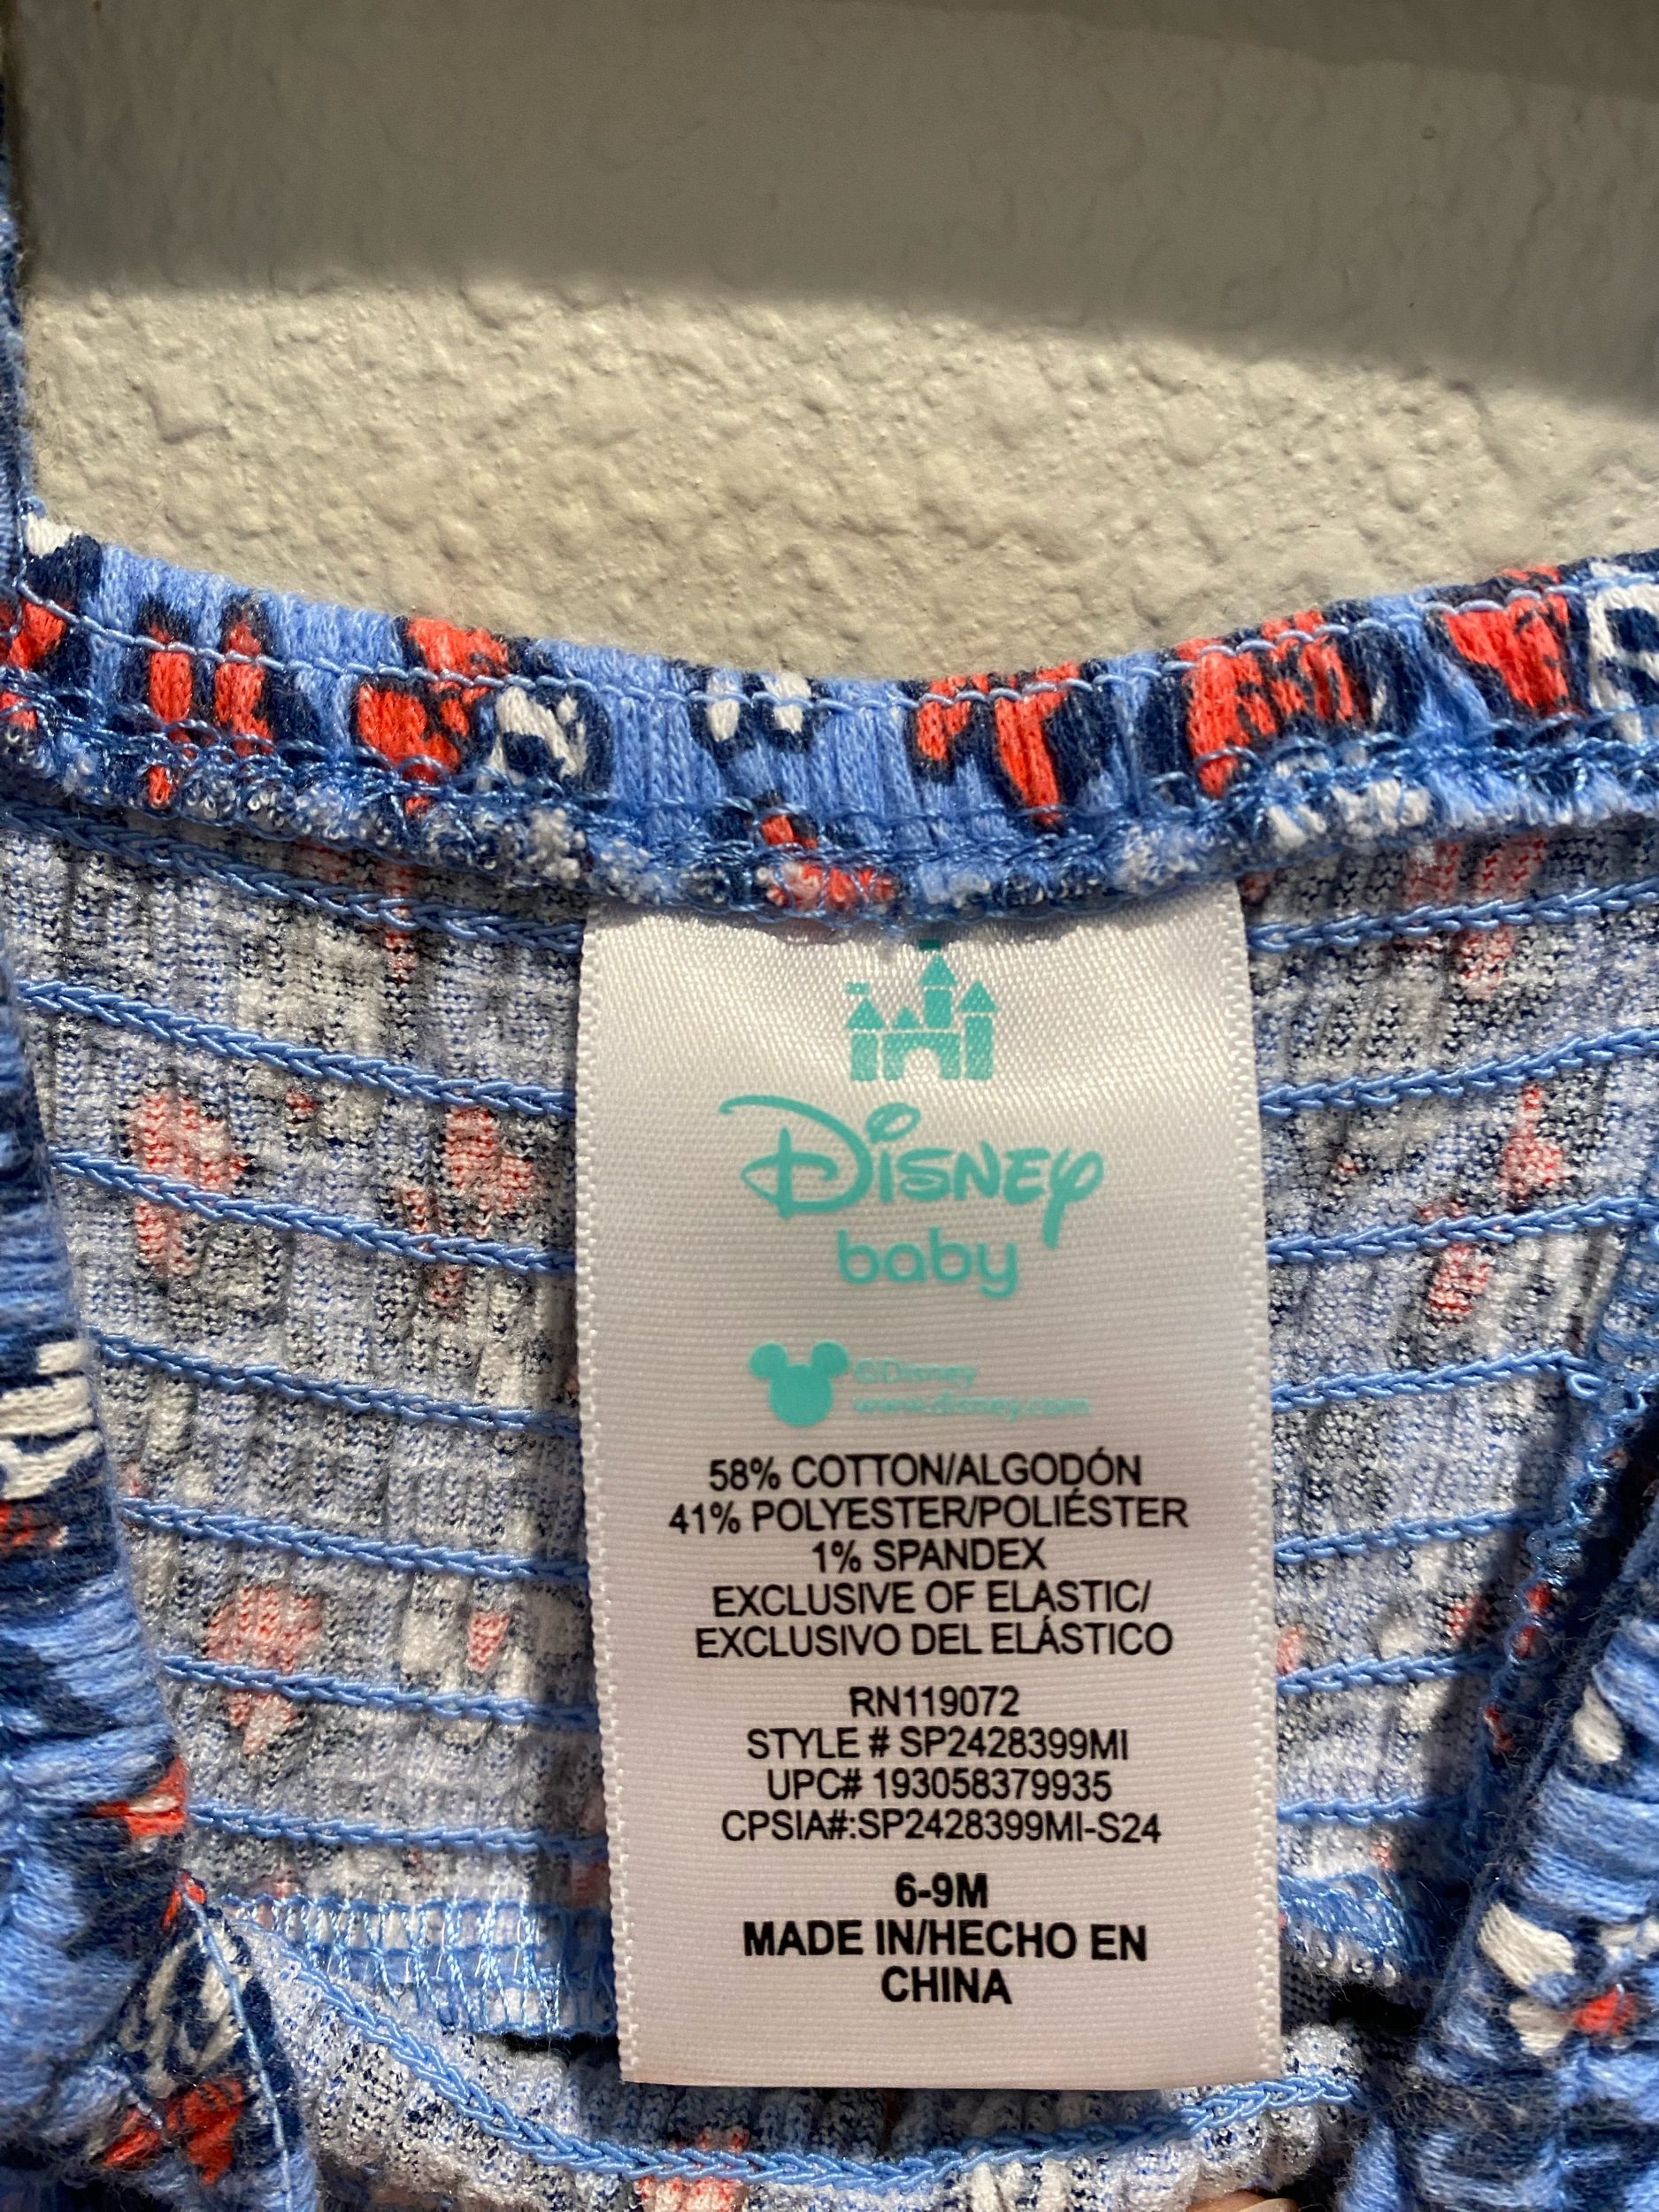 Disney
baby
©Disney
www.disney.com
58% COTTON/ALGODÓN
41% POLYESTER/POLIÉSTER
1% SPANDEX
EXCLUSIVE OF ELASTIC/
EXCLUSIVO DEL ELÁSTICO
RN119072
STYLE # SP2428399MI
UPC# 193058379935
CPSIA#:SP2428399MI-S24
6-9M
MADE IN/HECHO EN
CHINA